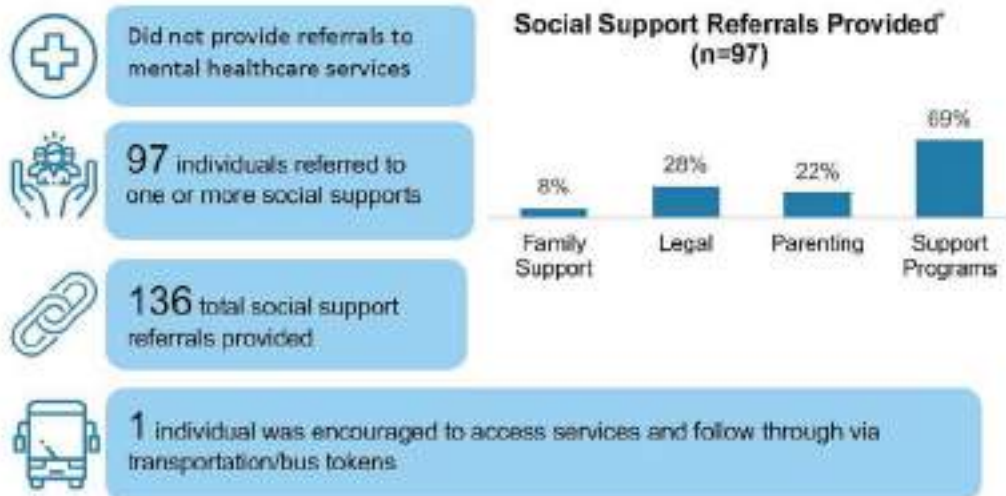 Did not provide referrals to
mental healthcare services
97 individuals referred to
one or more social supports
136 total social support
referrals provided
1 individual was encouraged to access services and follow through via
transportation/bus tokens
Social Support Referrals Provided*
(n=97)
8%
28%
22%
69%
Family
Support
Legal
Parenting
Support
Programs